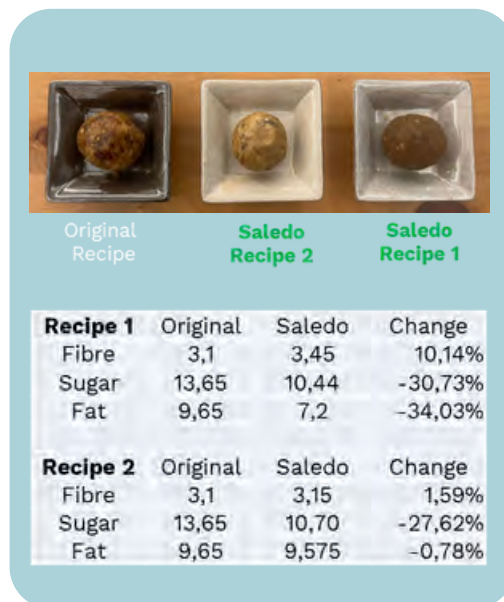 Original Recipe
Saledo Recipe 2
Saledo Recipe 1
Recipe 1 Original Saledo Change
Fibre 3,1 3,45 10,14%
Sugar 13,65 10,44 -30,73%
Fat 9,65 7,2 -34,03%
Recipe 2 Original Saledo Change
Fibre 3,1 3,15 1,59%
Sugar 13,65 10,70 -27,62%
Fat 9,65 9,575 -0,78%